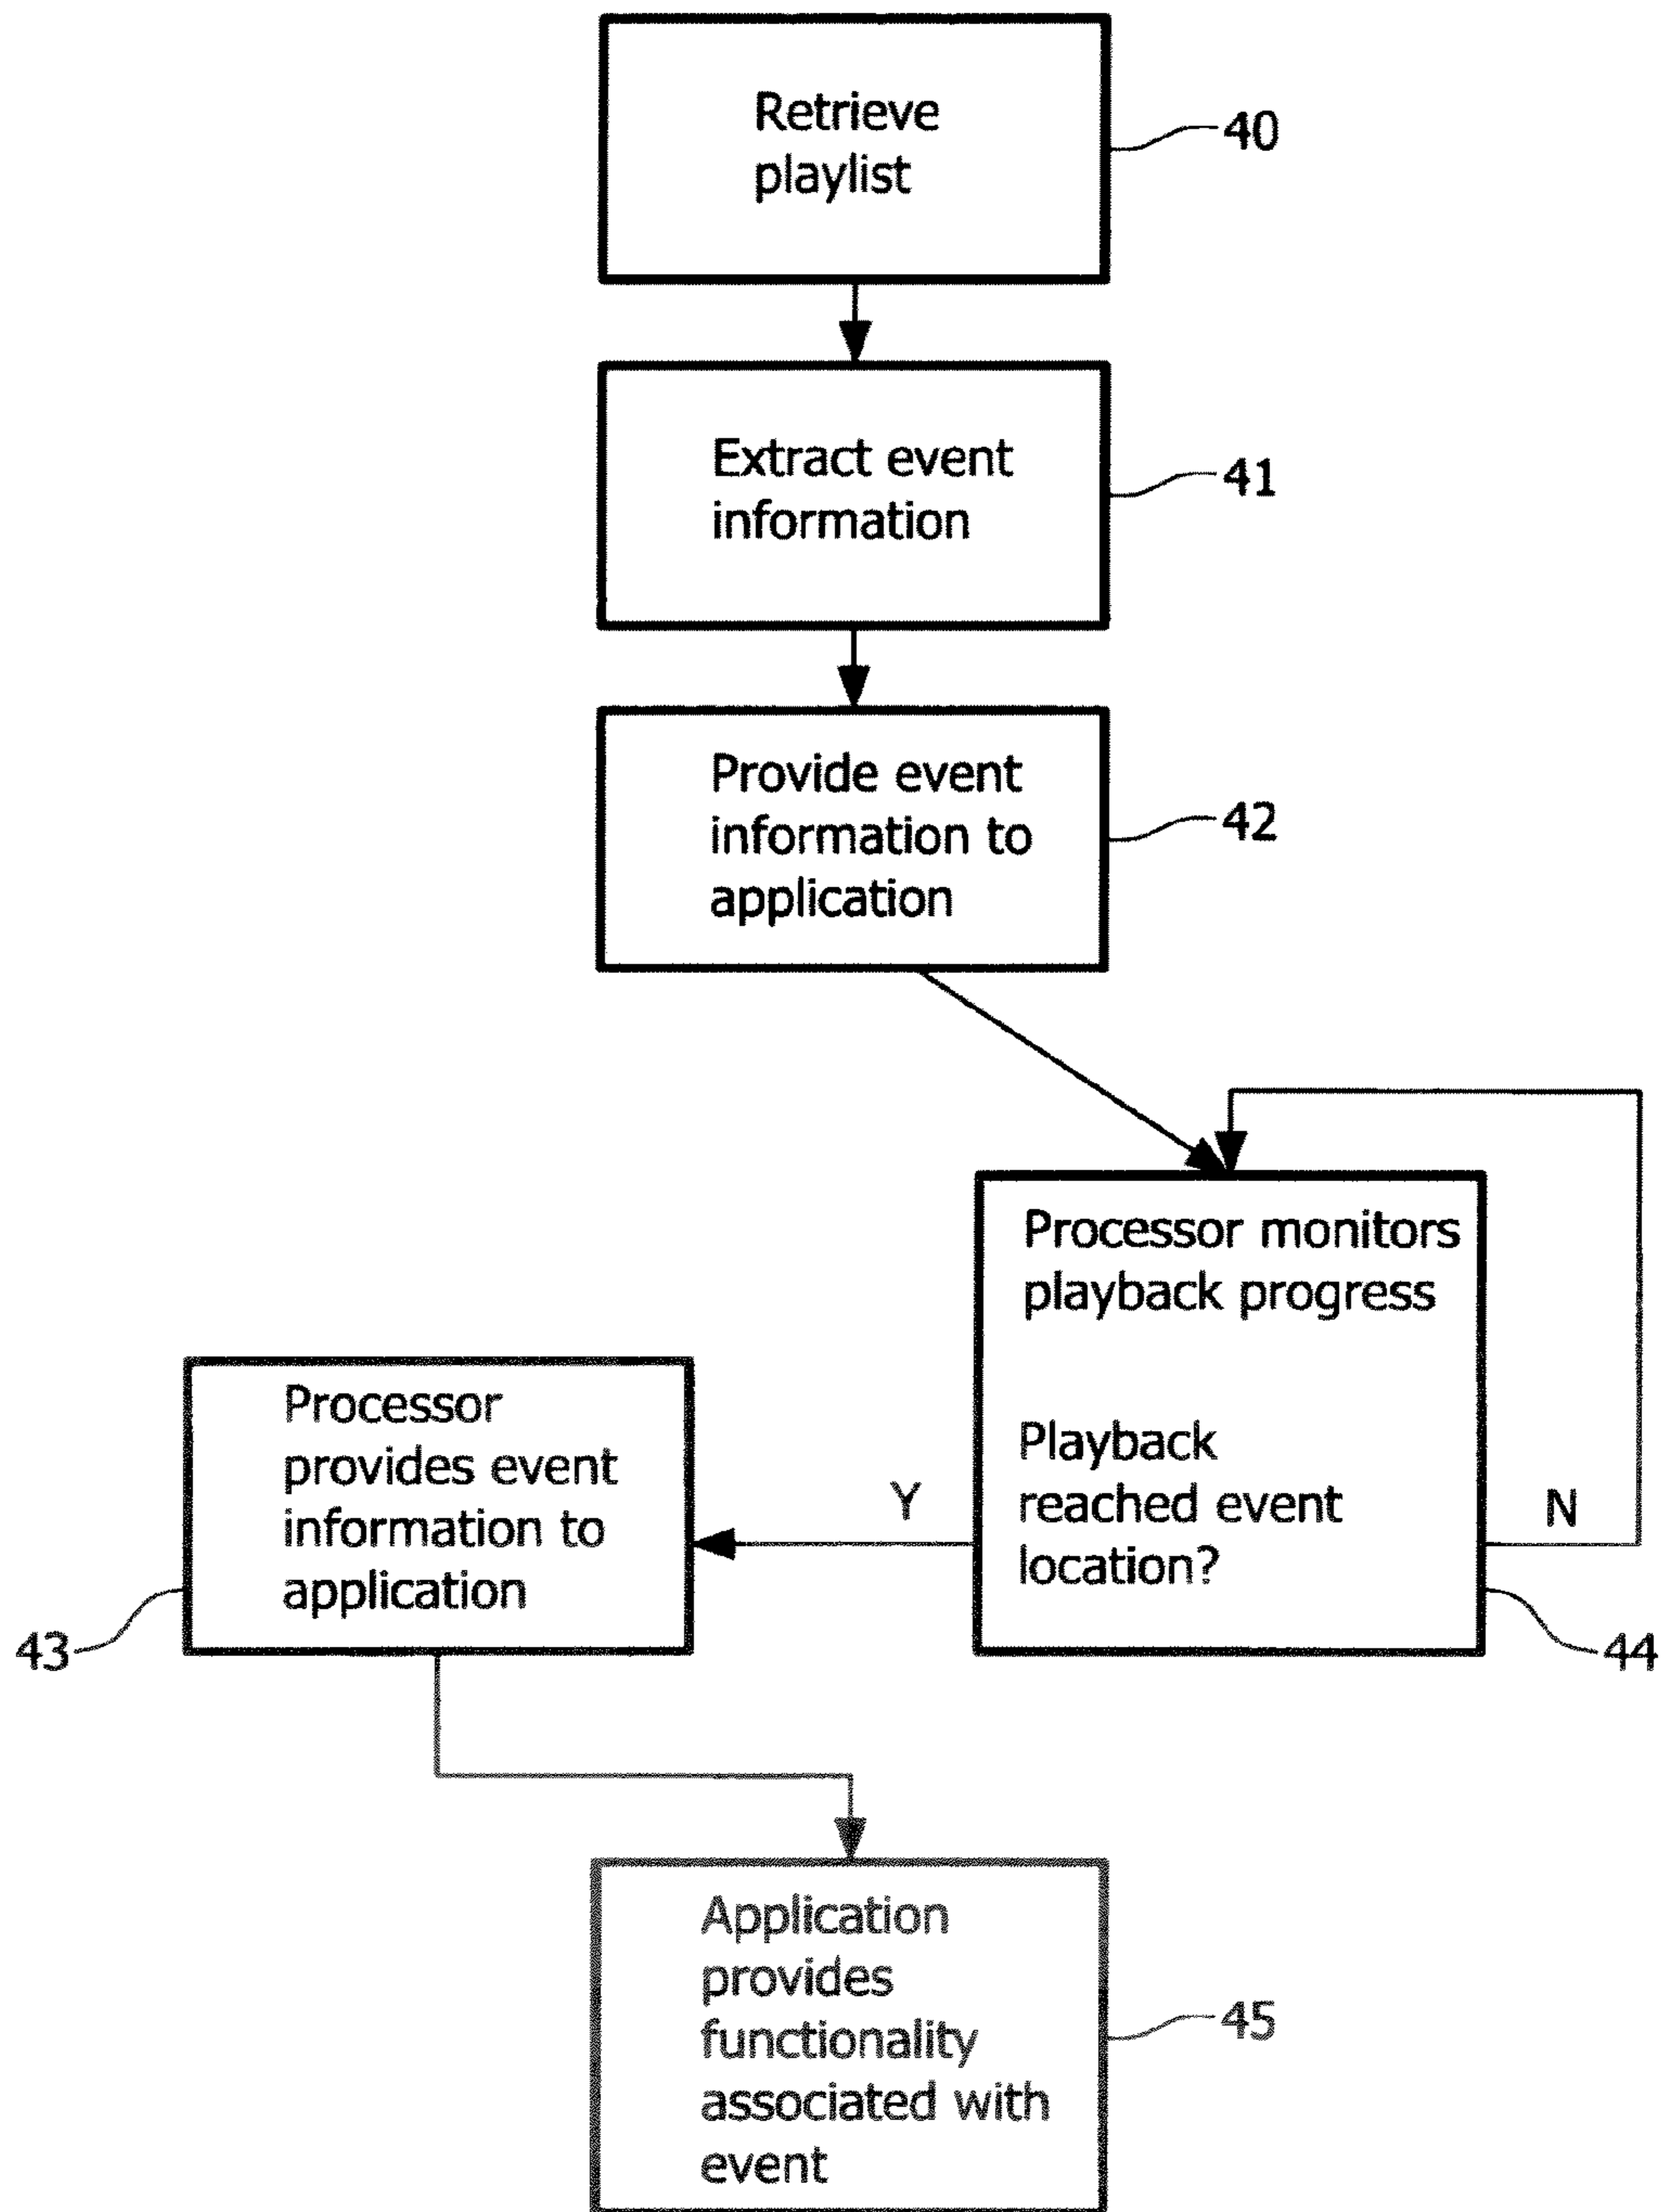 Retrieve
playlist
40
Extract event
information
41
Provide event
information to
application
42
Processor monitors
playback progress
Playback
reached event
location?
Y
N
44
Processor
provides event
information to
application
43
Application
provides
functionality
associated with
event
45